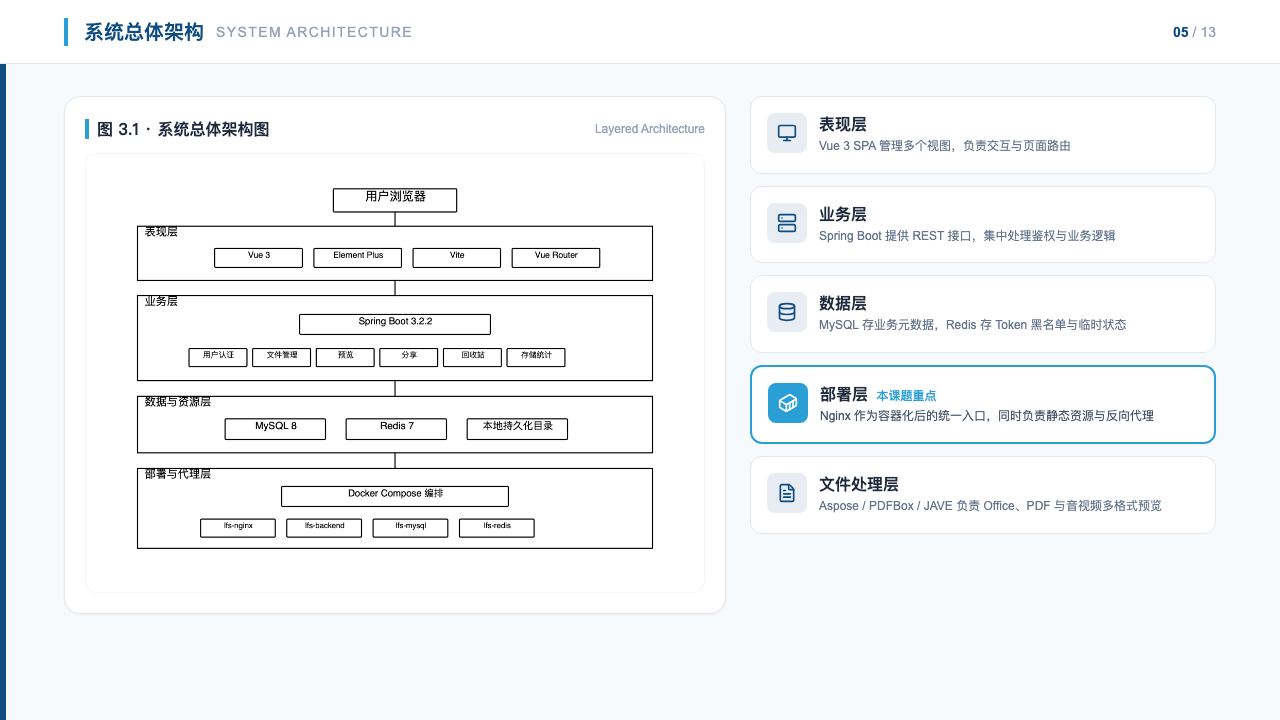 系统总体架构 SYSTEM ARCHITECTURE
05 / 13
图 3.1 · 系统总体架构图
Layered Architecture
用户浏览器
表现层
Vue 3 Element Plus Vite Vue Router
业务层
Spring Boot 3.2.2
用户认证 文件管理 预览 分享 回收站 存储统计
数据与资源层
MySQL 8 Redis 7 本地持久化目录
部署与代理层
Docker Compose 编排
lfs-nginx lfs-backend lfs-mysql lfs-redis
表现层
Vue 3 SPA 管理多个视图，负责交互与页面路由
业务层
Spring Boot 提供 REST 接口，集中处理鉴权与业务逻辑
数据层
MySQL 存业务元数据，Redis 存 Token 黑名单与临时状态
部署层 本课题重点
Nginx 作为容器化后的统一入口，同时负责静态资源与反向代理
文件处理层
Aspose / PDFBox / JAVE 负责 Office、PDF 与音视频多格式预览